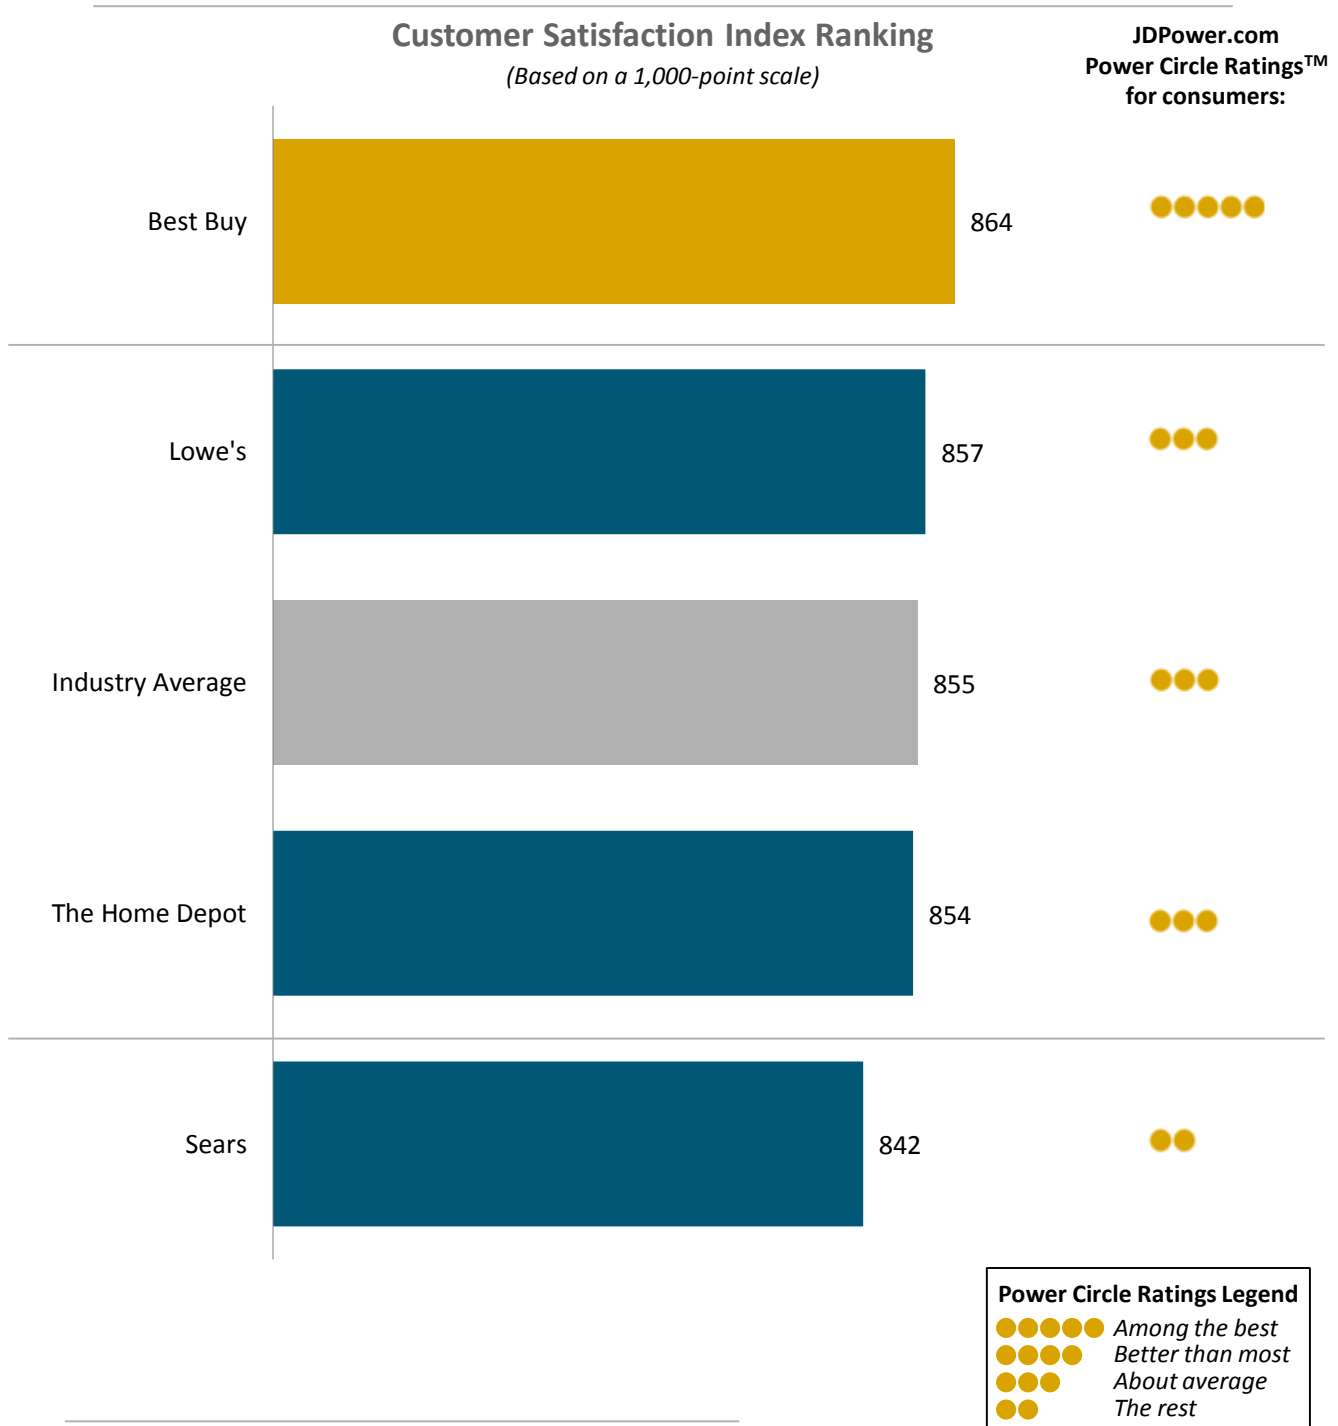 Customer Satisfaction Index Ranking
(Based on a 1,000-point scale)
JDPower.com
Power Circle Ratings™
for consumers:
Best Buy 864
Lowe's 857
Industry Average 855
The Home Depot 854
Sears 842
Power Circle Ratings Legend
Among the best
Better than most
About average
The rest